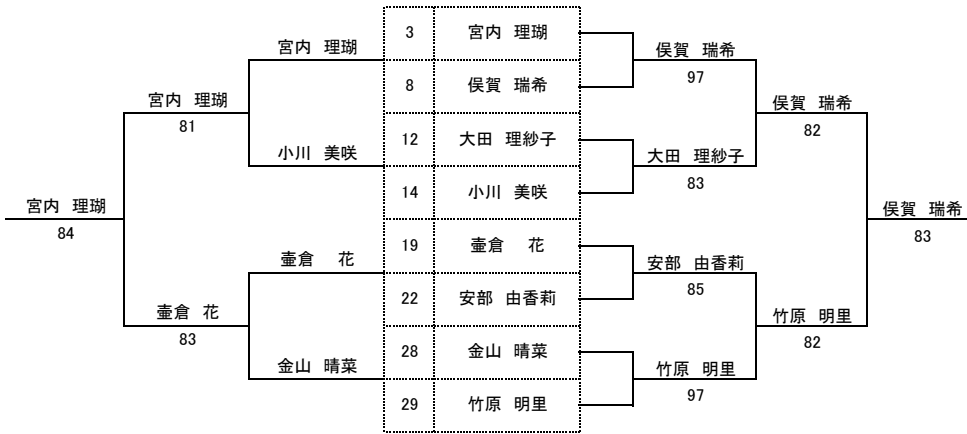 3 宮内 理瑚
宮内 理瑚
俣賀 瑞希
97
8 俣賀 瑞希
宮内 理瑚
81
俣賀 瑞希
82
12 大田 理紗子
小川 美咲
大田 理紗子
83
14 小川 美咲
宮内 理瑚
84
俣賀 瑞希
83
19 壷倉 花
壷倉 花
安部 由香莉
85
22 安部 由香莉
壷倉 花
83
竹原 明里
82
28 金山 晴菜
金山 晴菜
竹原 明里
97
29 竹原 明里